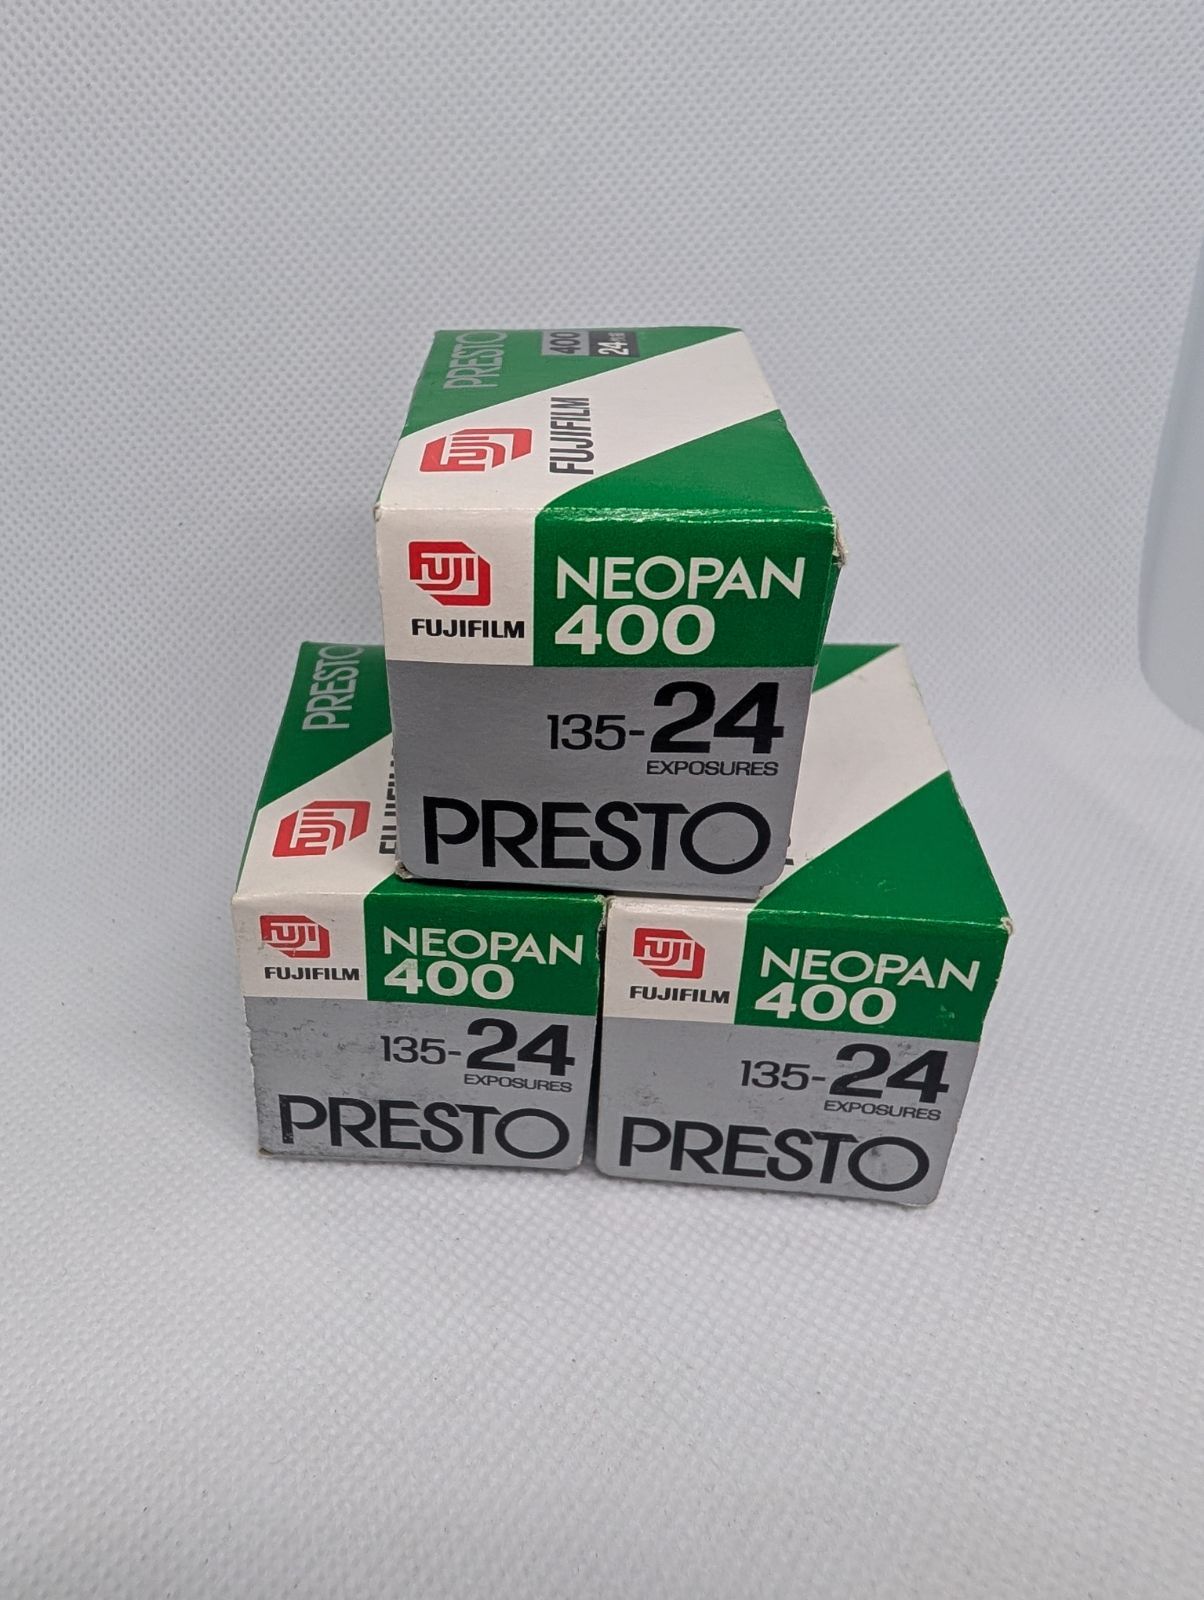 PRESTO
400
24
FUJI
FUJIFILM
FUJI
FUJIFILM
NEOPAN
400
135-24
EXPOSURES
PRESTO
PRESTO
FUJI
FUJI
FUJIFILM
NEOPAN
400
135-24
EXPOSURES
PRESTO
FUJI
FUJIFILM
NEOPAN
400
135-24
EXPOSURES
PRESTO